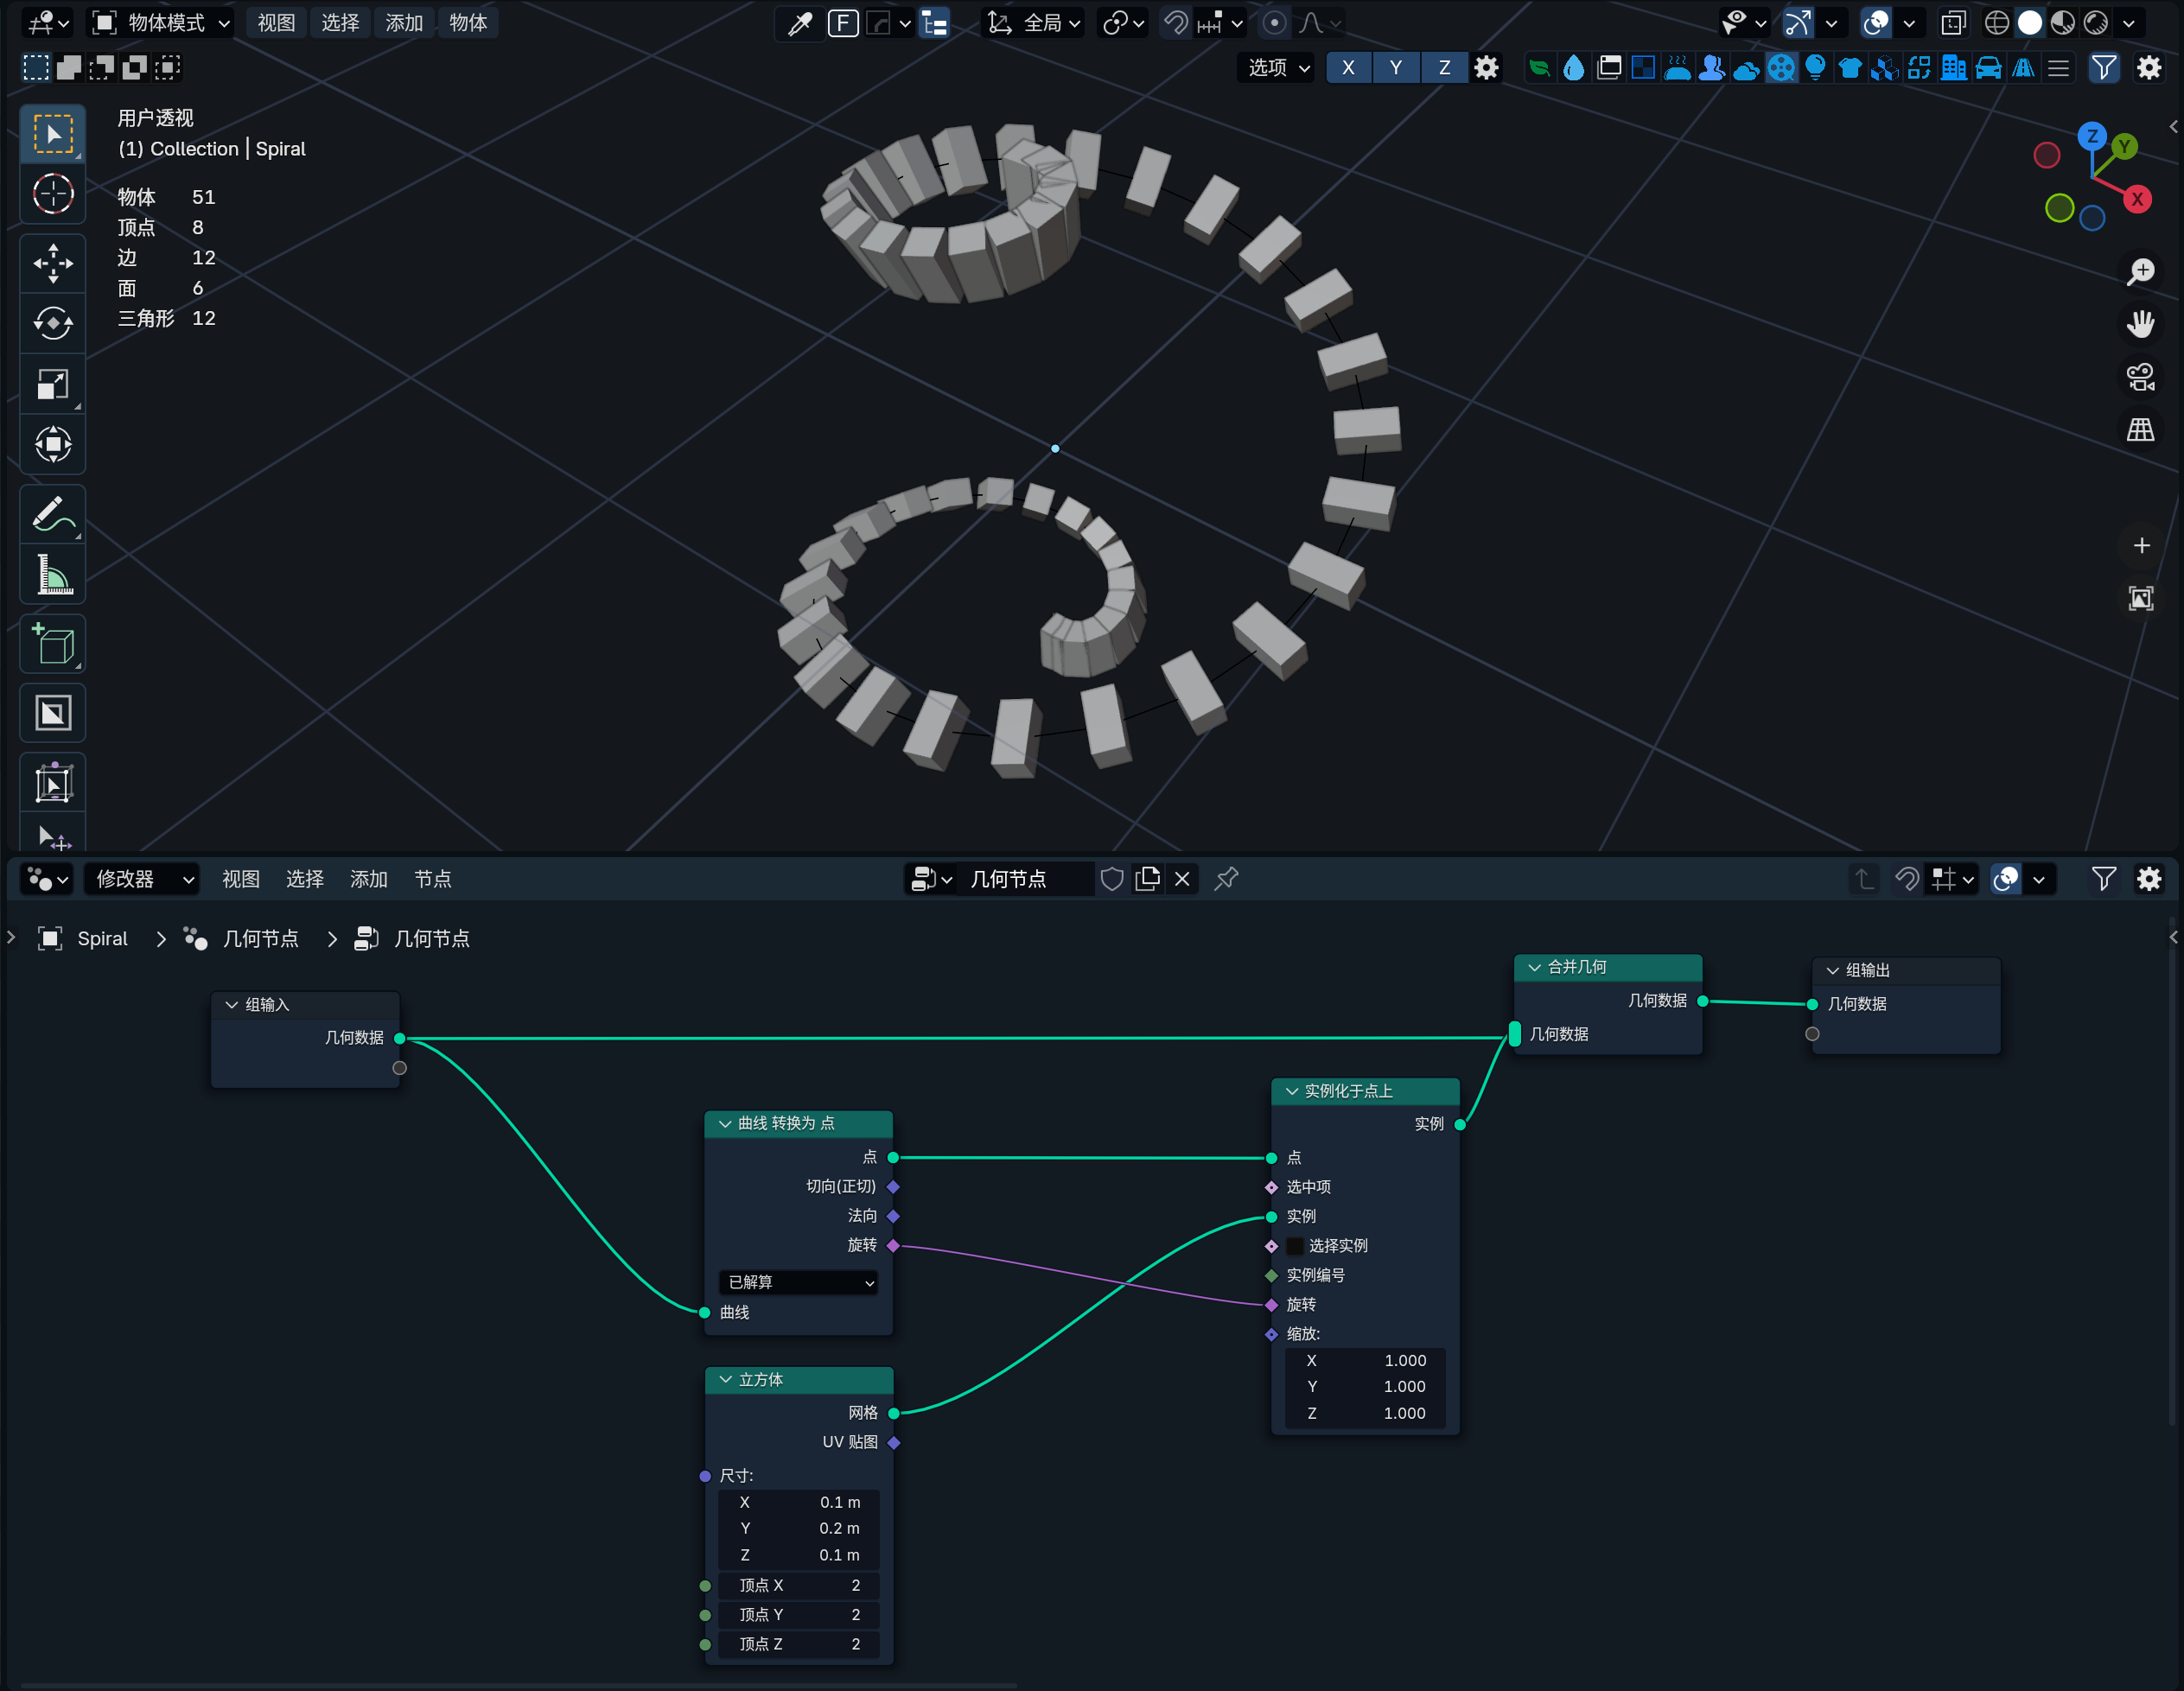 物体模式 视图 选择 添加 物体 F 全局
选项 X Y Z
用户透视
(1) Collection | Spiral
物体 51
顶点 8
边 12
面 6
三角形 12
Z
Y
X
修改器 视图 选择 添加 节点 几何节点
Spiral 几何节点 几何节点
组输入
几何数据
曲线 转换为 点
点
切向(正切)
法向
旋转
已解算
曲线
立方体
网格
UV 贴图
尺寸:
X 0.1 m
Y 0.2 m
Z 0.1 m
顶点 X 2
顶点 Y 2
顶点 Z 2
实例化于点上
实例
点
选中项
实例
选择实例
实例编号
旋转
缩放:
X 1.000
Y 1.000
Z 1.000
合并几何
几何数据
几何数据
组输出
几何数据